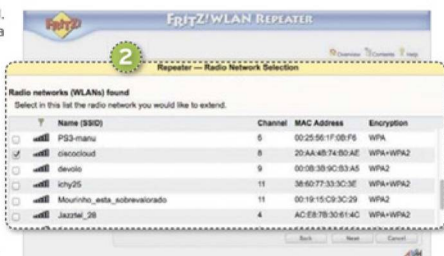 FRITZ!
FRITZ!WLAN REPEATER
Overview Contents Help
2
Repeater — Radio Network Selection
Radio networks (WLANs) found
Select in this list the radio network you would like to extend.
Name (SSID) Channel MAC Address Encryption
PS3-manu 6 00:25:56:1F:0B:F6 WPA
ciscocloud 8 20:AA:4B:74:B0:AE WPA+WPA2
devolo 9 00:0B:3B:9C:B3:A5 WPA2
ichy25 11 38:60:77:33:3C:3E WPA+WPA2
Mourinho_esta_sobrevalorado 11 00:19:15:C9:3C:29 WPA2
Jazztel_28 4 AC:E8:7B:30:61:4C WPA+WPA2
Back Next Cancel